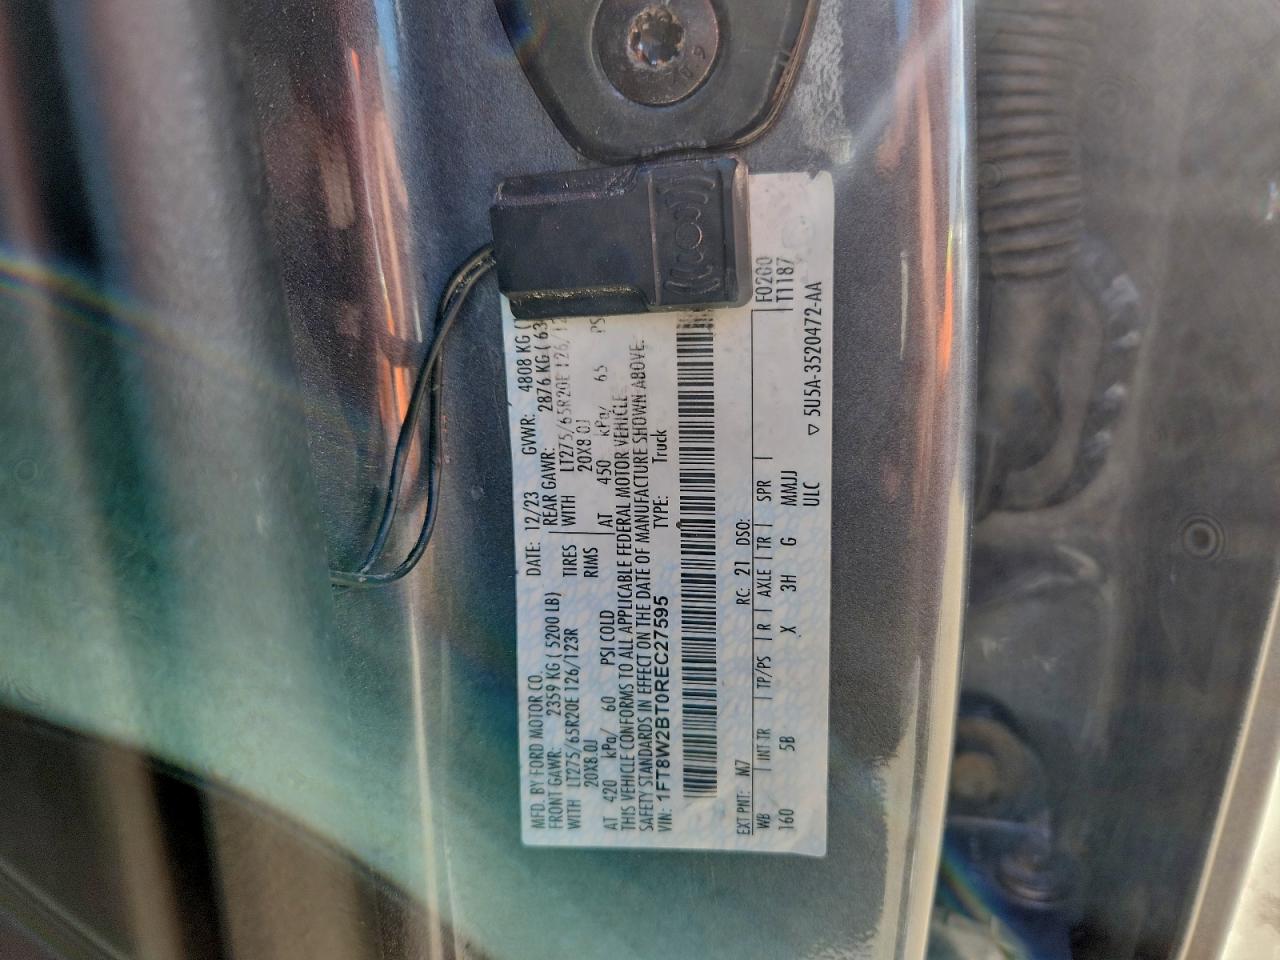 MFD. BY FORD MOTOR CO.
DATE: 12/23 GVWR: 4808 KG (
FRONT GAWR: 2359 KG ( 5200 LB)
REAR GAWR: 2876 KG ( 63
WITH LT275/65R20E 126/123R
TIRES
WITH LT275/65R20E 126/12
20X8.0J
RIMS
20X8.0J
AT 420 kPa/ 60 PSI COLD
AT 450 kPa/ 65 PS
THIS VEHICLE CONFORMS TO ALL APPLICABLE FEDERAL MOTOR VEHICLE
SAFETY STANDARDS IN EFFECT ON THE DATE OF MANUFACTURE SHOWN ABOVE.
VIN: 1FT8W2BT0REC27595
TYPE: Truck
F0200
T1187
EXT PNT: M7 RC: 21 DSO:
WB INT TR TP/PS R AXLE TR SPR
160 5B X 3H G MMJJ
ULC
▽ 5U5A-3520472-AA